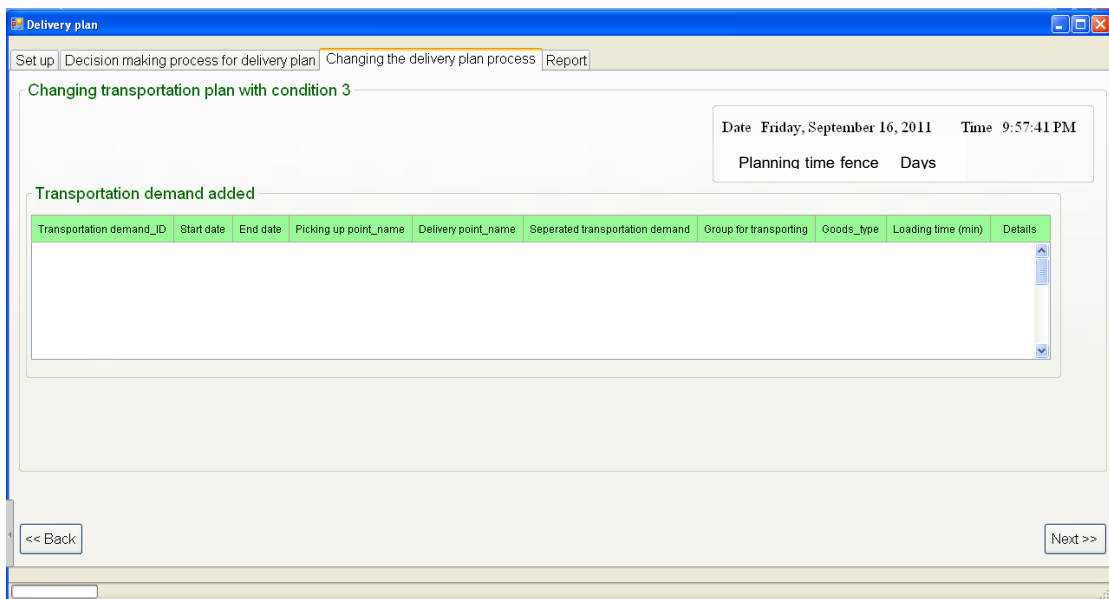 Delivery plan
Set up Decision making process for delivery plan Changing the delivery plan process Report
Changing transportation plan with condition 3
Date Friday, September 16, 2011 Time 9:57:41 PM
Planning time fence Days
Transportation demand added
Transportation demand_ID Start date End date Picking up point_name Delivery point_name Seperated transportation demand Group for transporting Goods_type Loading time (min) Details
<< Back Next >>